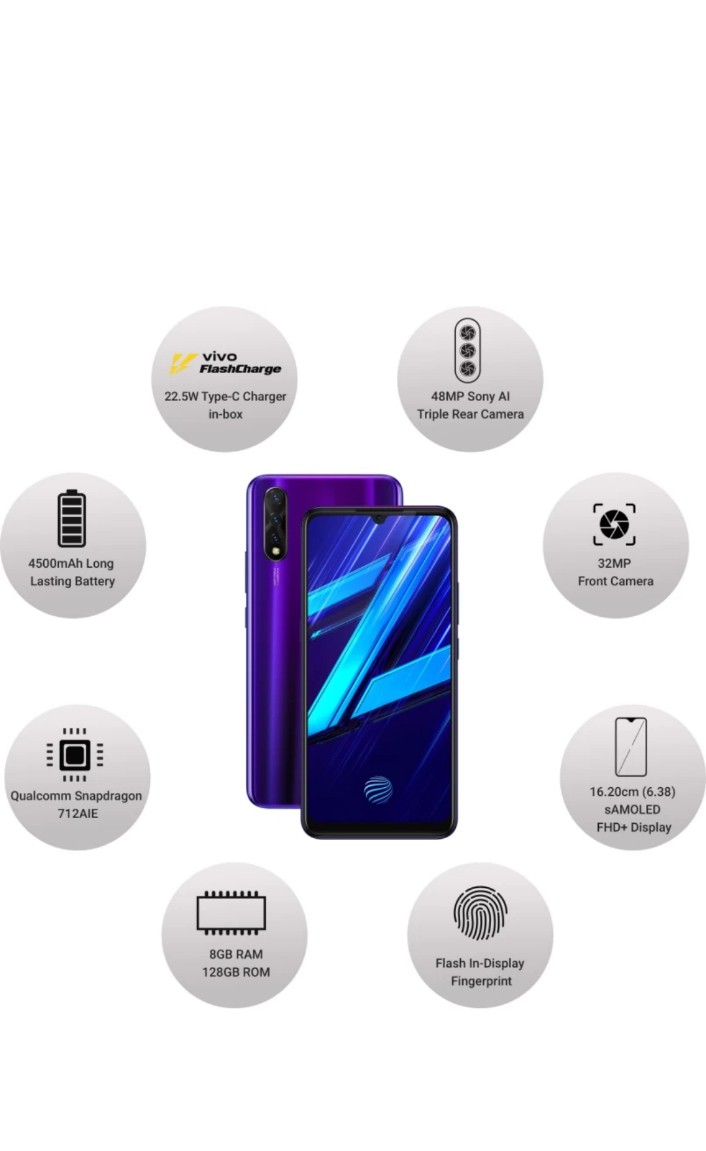 vivo
FlashCharge
22.5W Type-C Charger
in-box
48MP Sony AI
Triple Rear Camera
4500mAh Long
Lasting Battery
32MP
Front Camera
Qualcomm Snapdragon
712AIE
16.20cm (6.38)
sAMOLED
FHD+ Display
8GB RAM
128GB ROM
Flash In-Display
Fingerprint